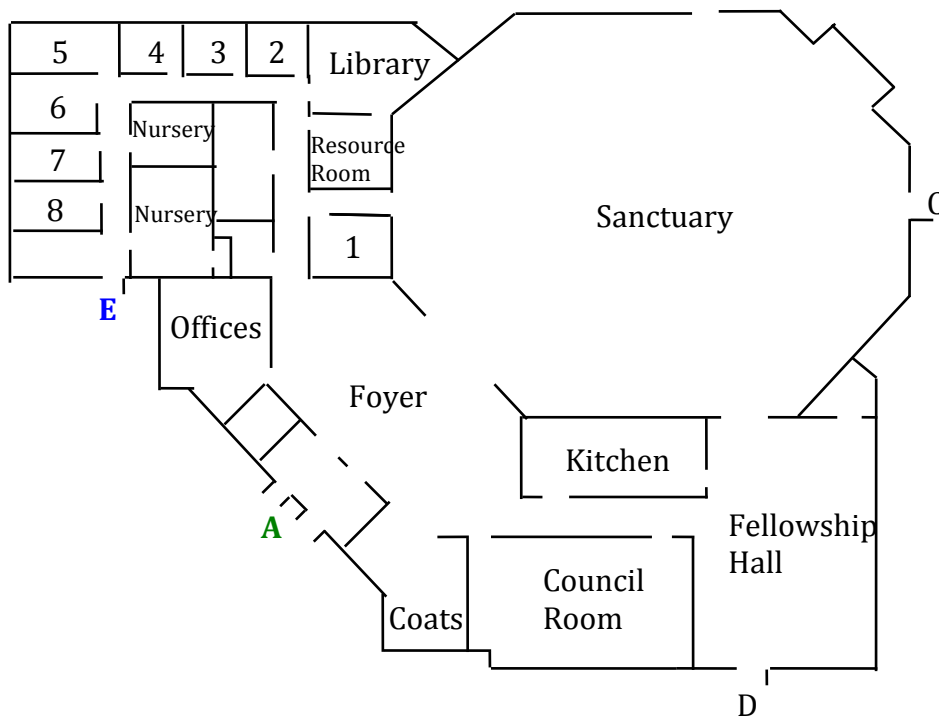 5
4
3
2
Library
6
Nursery
Resource
Room
7
Nursery
8
1
Sanctuary
C
E
Offices
Foyer
Kitchen
A
Fellowship
Hall
Council
Room
Coats
D